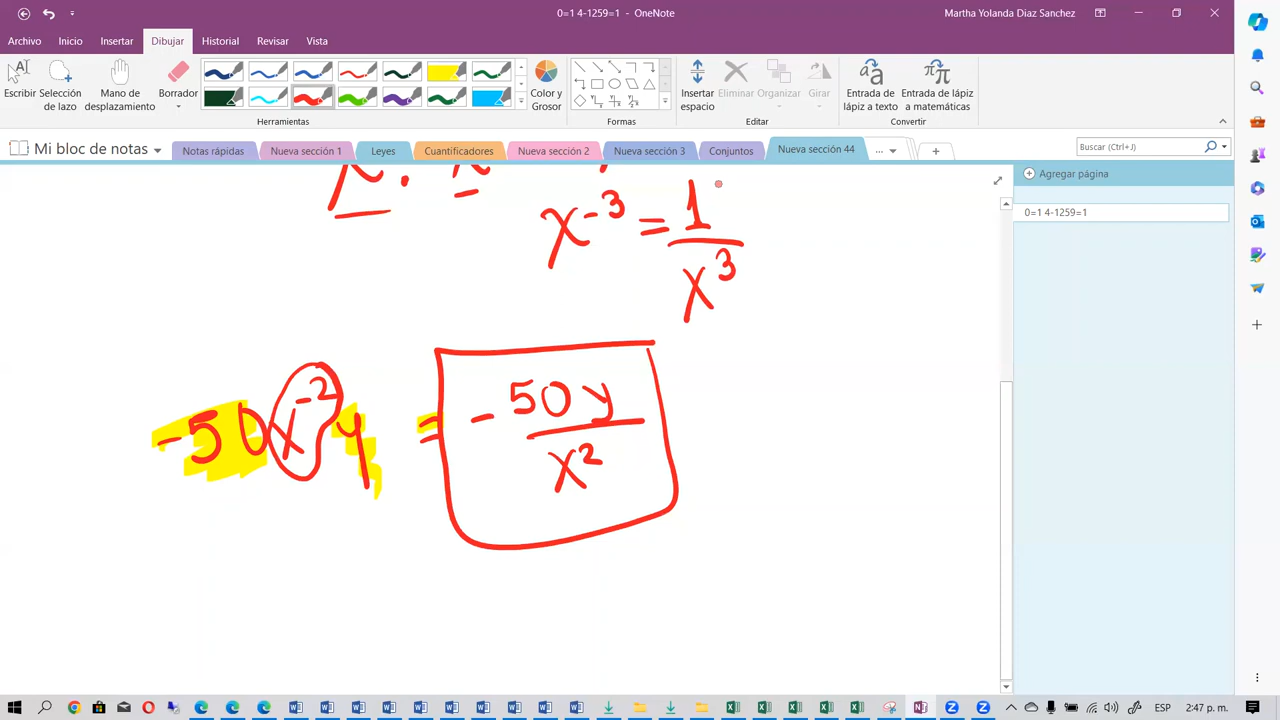 0=1 4-1259=1 - OneNote
Martha Yolanda Diaz Sanchez
Archivo Inicio Insertar Dibujar Historial Revisar Vista
Escribir
Selección de lazo
Mano de desplazamiento
Borrador
Color y Grosor
Insertar espacio
Eliminar
Organizar
Girar
Entrada de lápiz a texto
Entrada de lápiz a matemáticas
Herramientas
Formas
Editar
Convertir
Mi bloc de notas
Notas rápidas
Nueva sección 1
Leyes
Cuantificadores
Nueva sección 2
Nueva sección 3
Conjuntos
Nueva sección 44
Buscar (Ctrl+J)
Agregar página
0=1 4-1259=1
x⁻³ = 1/x³
-50x⁻²y = - 50y/x²
ESP
2:47 p. m.